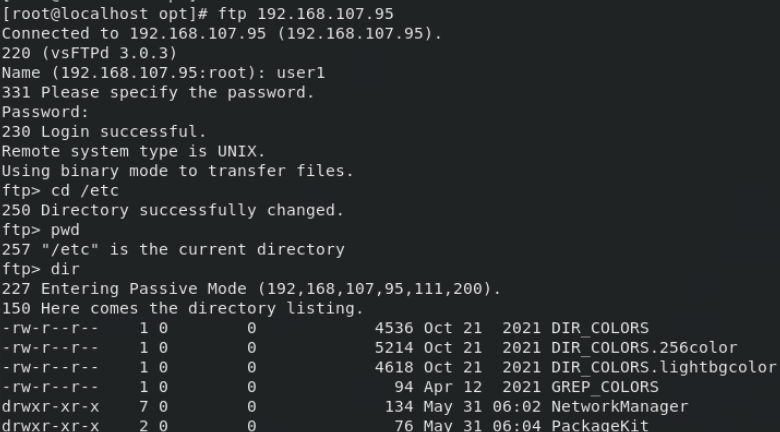 [root@localhost opt]# ftp 192.168.107.95
Connected to 192.168.107.95 (192.168.107.95).
220 (vsFTPd 3.0.3)
Name (192.168.107.95:root): user1
331 Please specify the password.
Password:
230 Login successful.
Remote system type is UNIX.
Using binary mode to transfer files.
ftp> cd /etc
250 Directory successfully changed.
ftp> pwd
257 "/etc" is the current directory
ftp> dir
227 Entering Passive Mode (192,168,107,95,111,200).
150 Here comes the directory listing.
-rw-r--r--    1 0        0            4536 Oct 21  2021 DIR_COLORS
-rw-r--r--    1 0        0            5214 Oct 21  2021 DIR_COLORS.256color
-rw-r--r--    1 0        0            4618 Oct 21  2021 DIR_COLORS.lightbgcolor
-rw-r--r--    1 0        0              94 Apr 12  2021 GREP_COLORS
drwxr-xr-x    7 0        0             134 May 31 06:02 NetworkManager
drwxr-xr-x    2 0        0              76 May 31 06:04 PackageKit